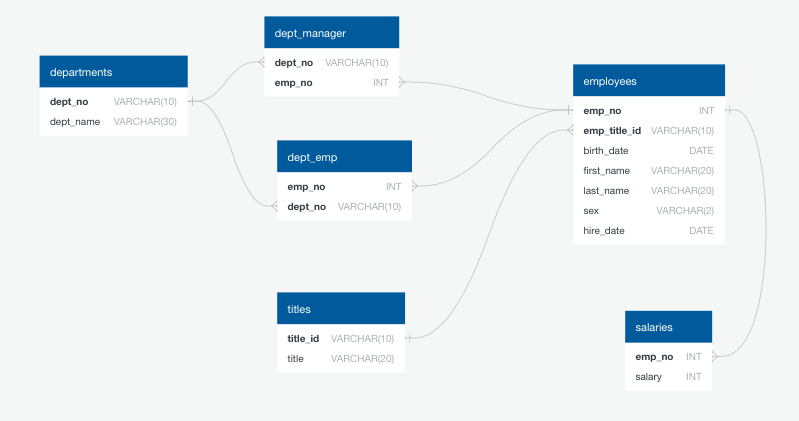 departments
dept_no VARCHAR(10)
dept_name VARCHAR(30)
dept_manager
dept_no VARCHAR(10)
emp_no INT
dept_emp
emp_no INT
dept_no VARCHAR(10)
titles
title_id VARCHAR(10)
title VARCHAR(20)
employees
emp_no INT
emp_title_id VARCHAR(10)
birth_date DATE
first_name VARCHAR(20)
last_name VARCHAR(20)
sex VARCHAR(2)
hire_date DATE
salaries
emp_no INT
salary INT